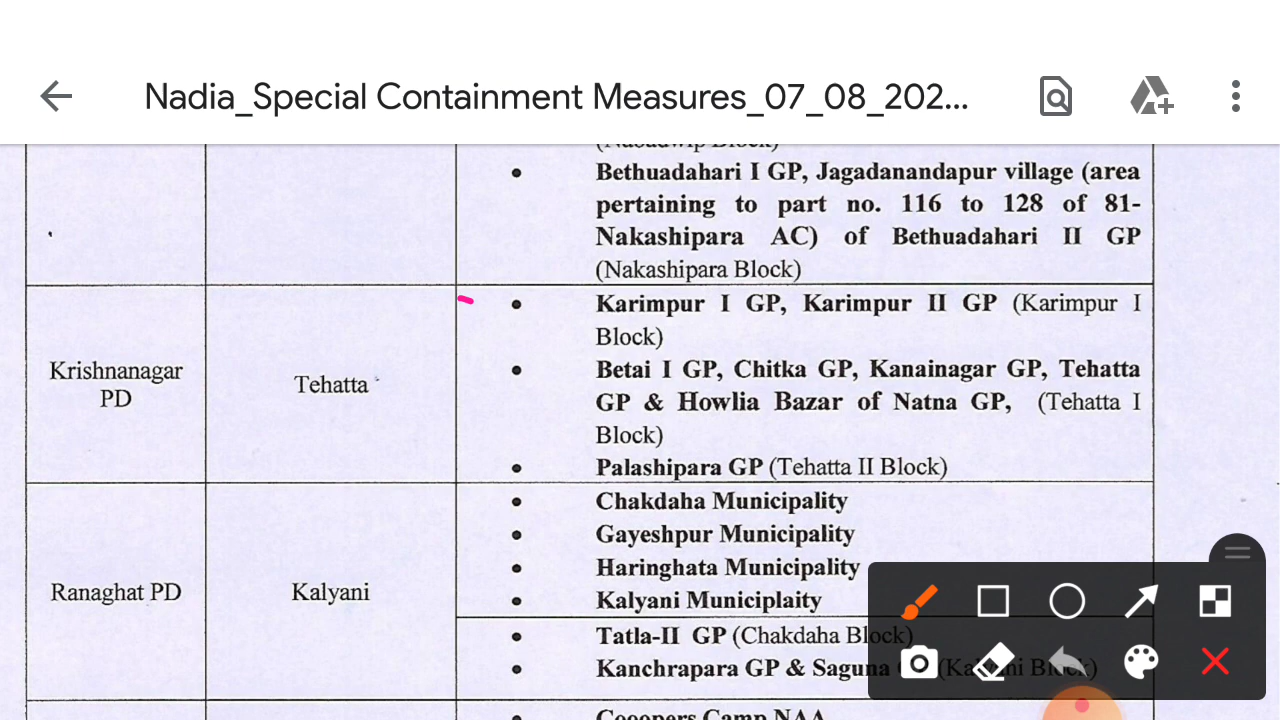 Nadia_Special Containment Measures_07_08_202...
Bethuadahari I GP, Jagadanandapur village (area
pertaining to part no. 116 to 128 of 81-
Nakashipara AC) of Bethuadahari II GP
(Nakashipara Block)
Karimpur I GP, Karimpur II GP (Karimpur I
Block)
Krishnanagar
PD
Tehatta
Betai I GP, Chitka GP, Kanainagar GP, Tehatta
GP & Howlia Bazar of Natna GP, (Tehatta I
Block)
Palashipara GP (Tehatta II Block)
Ranaghat PD
Kalyani
Chakdaha Municipality
Gayeshpur Municipality
Haringhata Municipality
Kalyani Municiplaity
Tatla-II GP (Chakdaha Block)
Kanchrapara GP & Saguna (Kalyani Block)
Cooopers Camp NAA